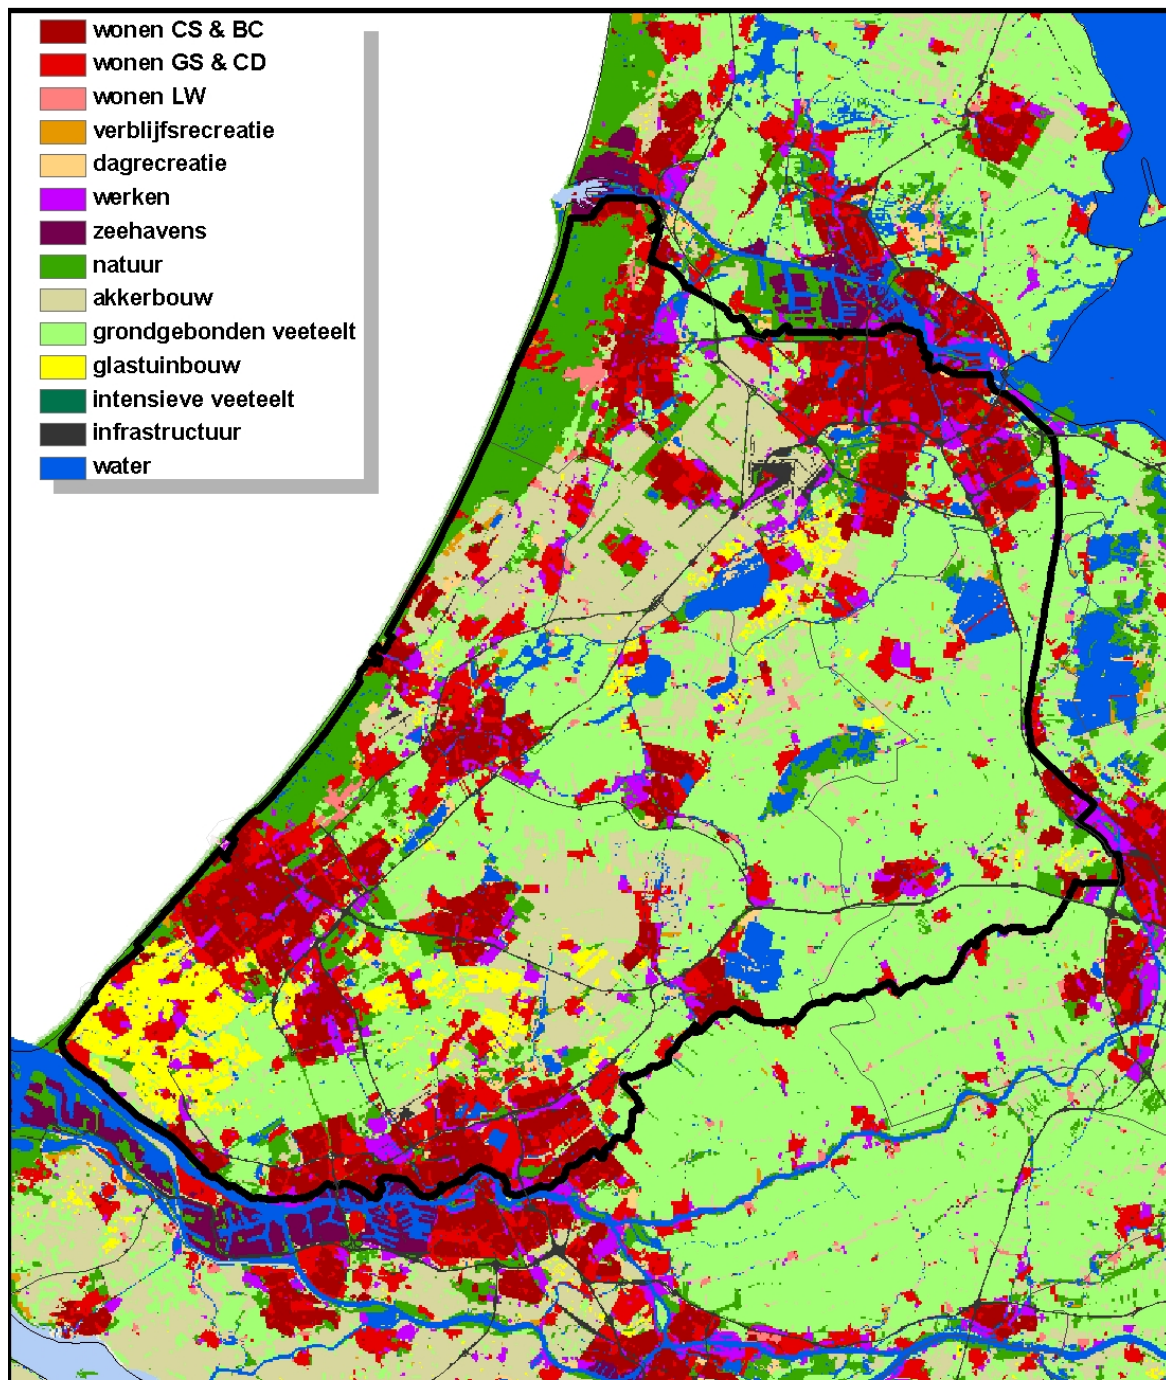 wonen CS & BC
wonen GS & CD
wonen LW
verblijfsrecreatie
dagrecreatie
werken
zeehavens
natuur
akkerbouw
grondgebonden veeteelt
glastuinbouw
intensieve veeteelt
infrastructuur
water